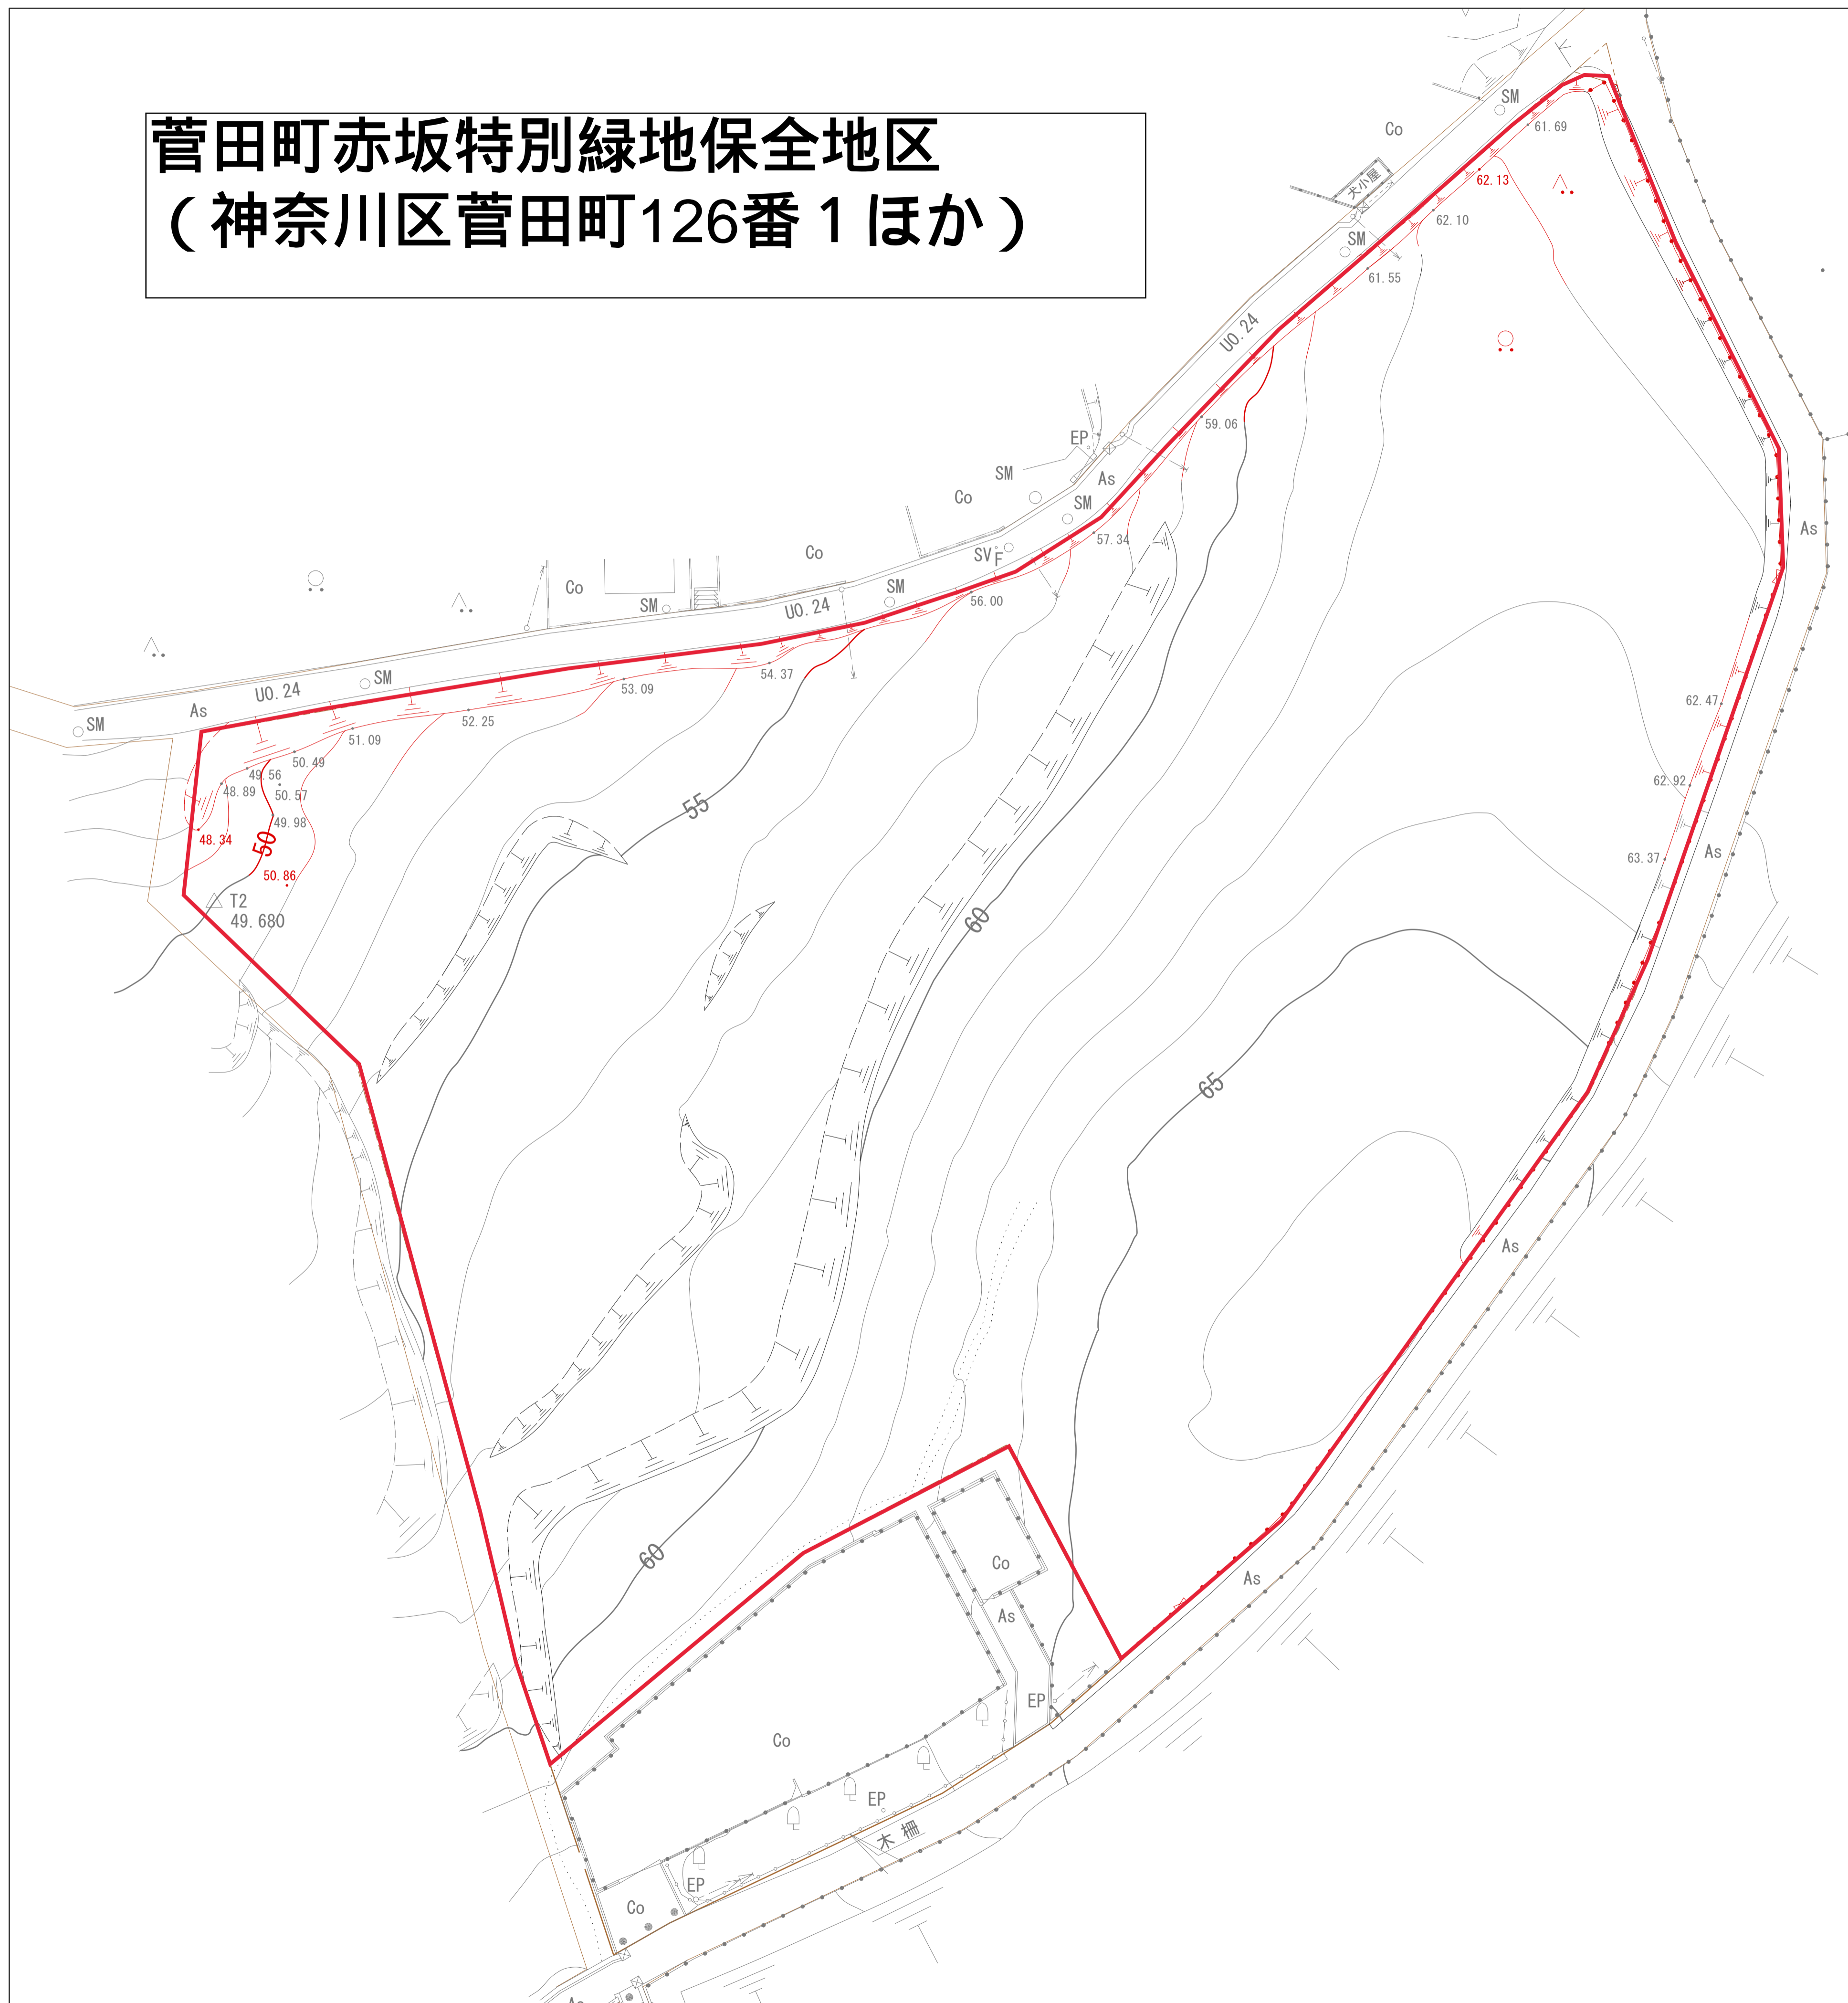 菅田町赤坂特別緑地保全地区
（神奈川区菅田町126番１ほか）
SM
61.69
Co
犬小屋
62.13
62.10
SM
61.55
U0.24
59.06
EP
SM
As
Co
SM
57.34
As
SV
F
Co
Co
SM
SM
56.00
U0.24
54.37
53.09
SM
U0.24
As
52.25
62.47
SM
51.09
50.49
49.56
48.89
50.57
62.92
55
49.98
48.34
50
As
63.37
50.86
T2
49.680
60
65
As
60
Co
As
As
EP
Co
EP
木柵
EP
Co
As